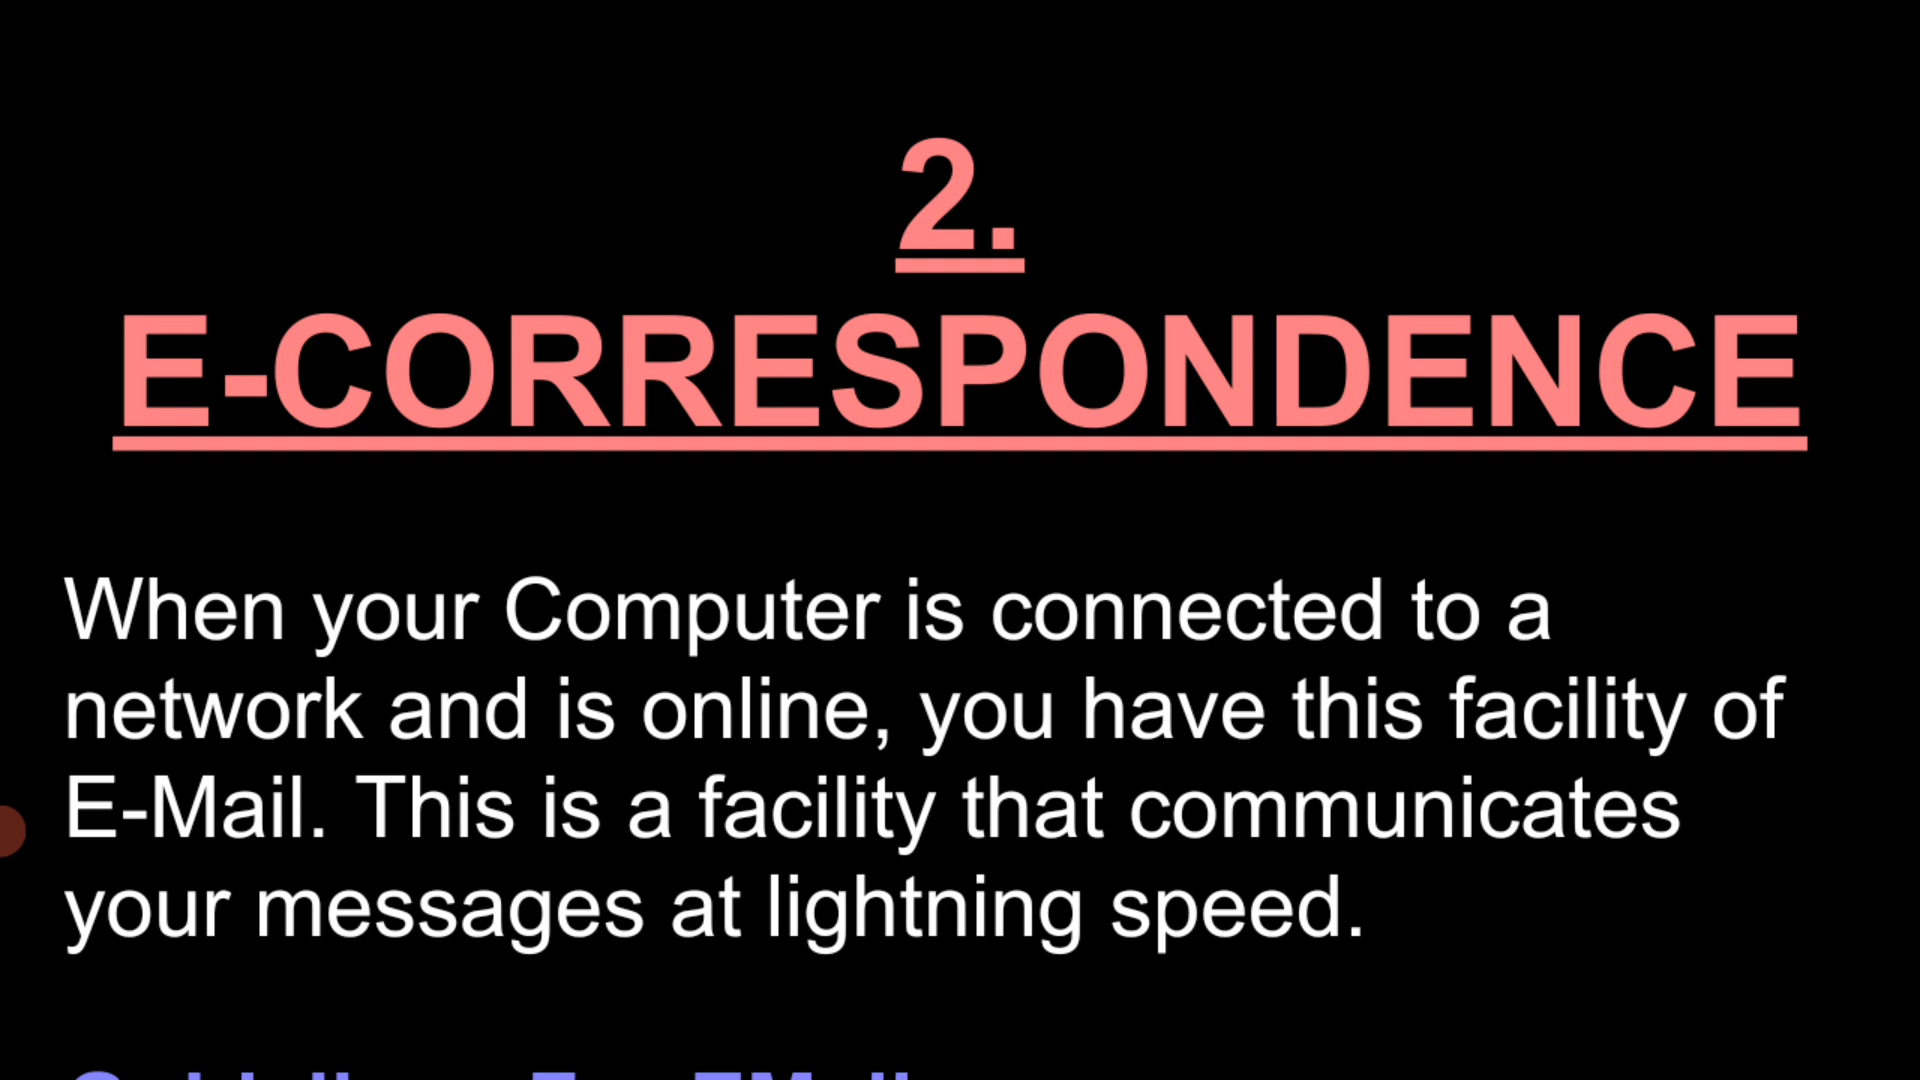 2.
E-CORRESPONDENCE
When your Computer is connected to a
network and is online, you have this facility of
E-Mail. This is a facility that communicates
your messages at lightning speed.